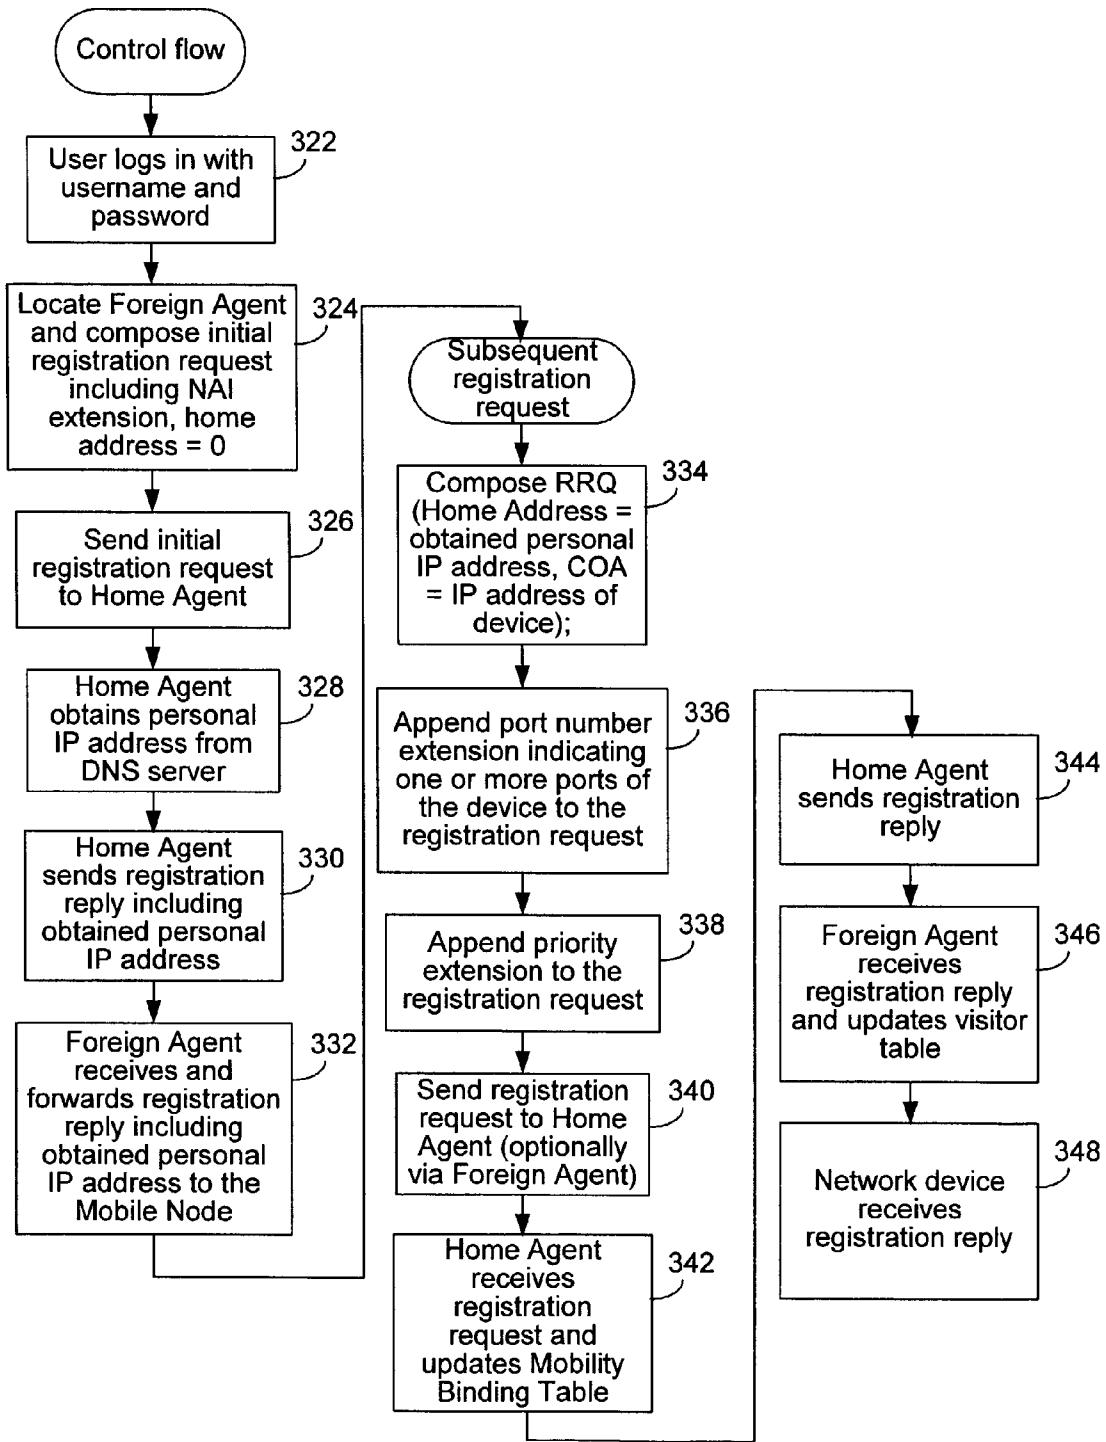 Control flow
322
User logs in with
username and
password
324
Locate Foreign Agent
and compose initial
registration request
including NAI
extension, home
address = 0
326
Send initial
registration request
to Home Agent
328
Home Agent
obtains personal
IP address from
DNS server
330
Home Agent
sends registration
reply including
obtained personal
IP address
332
Foreign Agent
receives and
forwards registration
reply including
obtained personal
IP address to the
Mobile Node
Subsequent
registration
request
334
Compose RRQ
(Home Address =
obtained personal
IP address, COA
= IP address of
device);
336
Append port number
extension indicating
one or more ports of
the device to the
registration request
338
Append priority
extension to the
registration request
340
Send registration
request to Home
Agent (optionally
via Foreign Agent)
342
Home Agent
receives
registration
request and
updates Mobility
Binding Table
344
Home Agent
sends registration
reply
346
Foreign Agent
receives
registration reply
and updates visitor
table
348
Network device
receives
registration reply